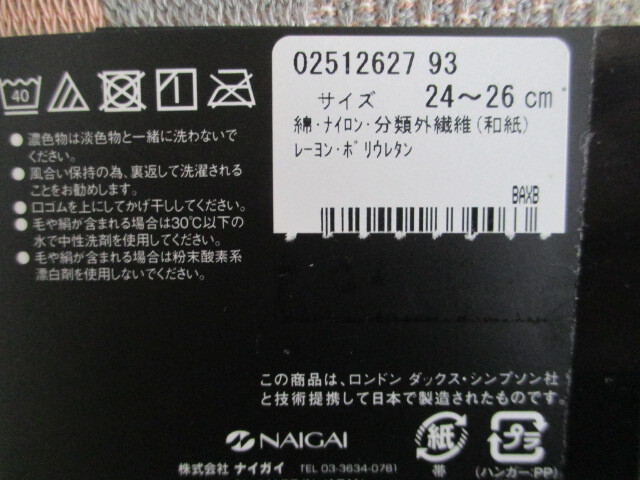 02512627 93
サイズ 24～26 cm
綿・ナイロン・分類外繊維(和紙)
レーヨン・ポリウレタン
BAXB
40
● 濃色物は淡色物と一緒に洗わないで
ください。
● 風合い保持の為、裏返して洗濯される
ことをお勧めします。
● 口ゴムを上にしてかげ干ししてください。
● 毛や絹が含まれる場合は30℃以下の
水で中性洗剤を使用してください。
● 毛や絹が含まれる場合は粉末酸素系
漂白剤を使用しないでください。
この商品は、ロンドン ダックス・シンプソン社
と技術提携して日本で製造されたものです。
NAIGAI
株式会社 ナイガイ TEL 03-3634-0781
紙
帯
プラ
(ハンガー:PP)